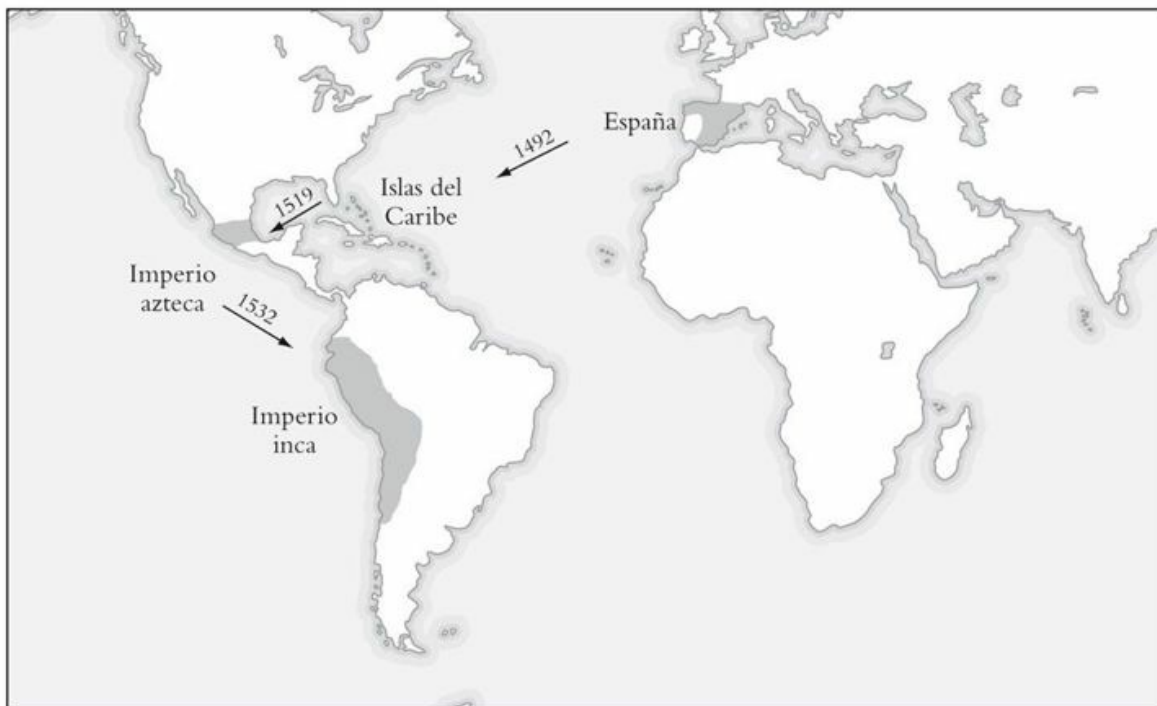 España
1492
Islas del
Caribe
1519
Imperio
azteca
1532
Imperio
inca